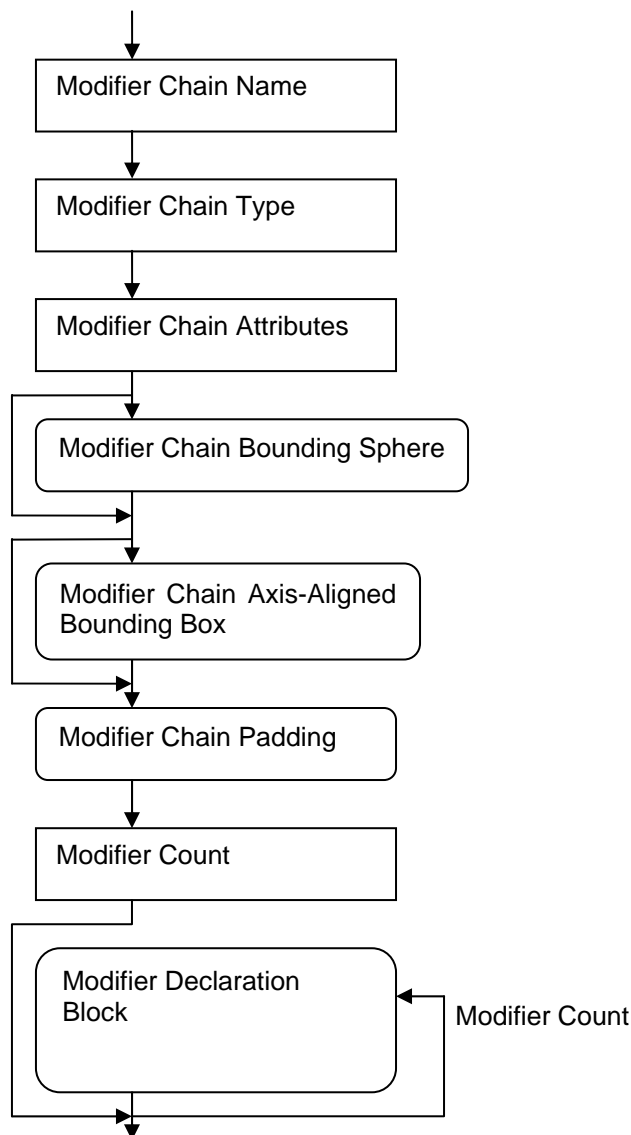 Modifier Chain Name
Modifier Chain Type
Modifier Chain Attributes
Modifier Chain Bounding Sphere
Modifier Chain Axis-Aligned
Bounding Box
Modifier Chain Padding
Modifier Count
Modifier Declaration
Block
Modifier Count